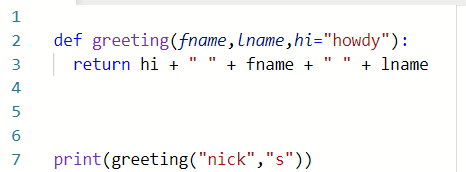 1
2 def greeting(fname,lname,hi="howdy"):
3 return hi + " " + fname + " " + lname
4
5
6
7 print(greeting("nick","s"))